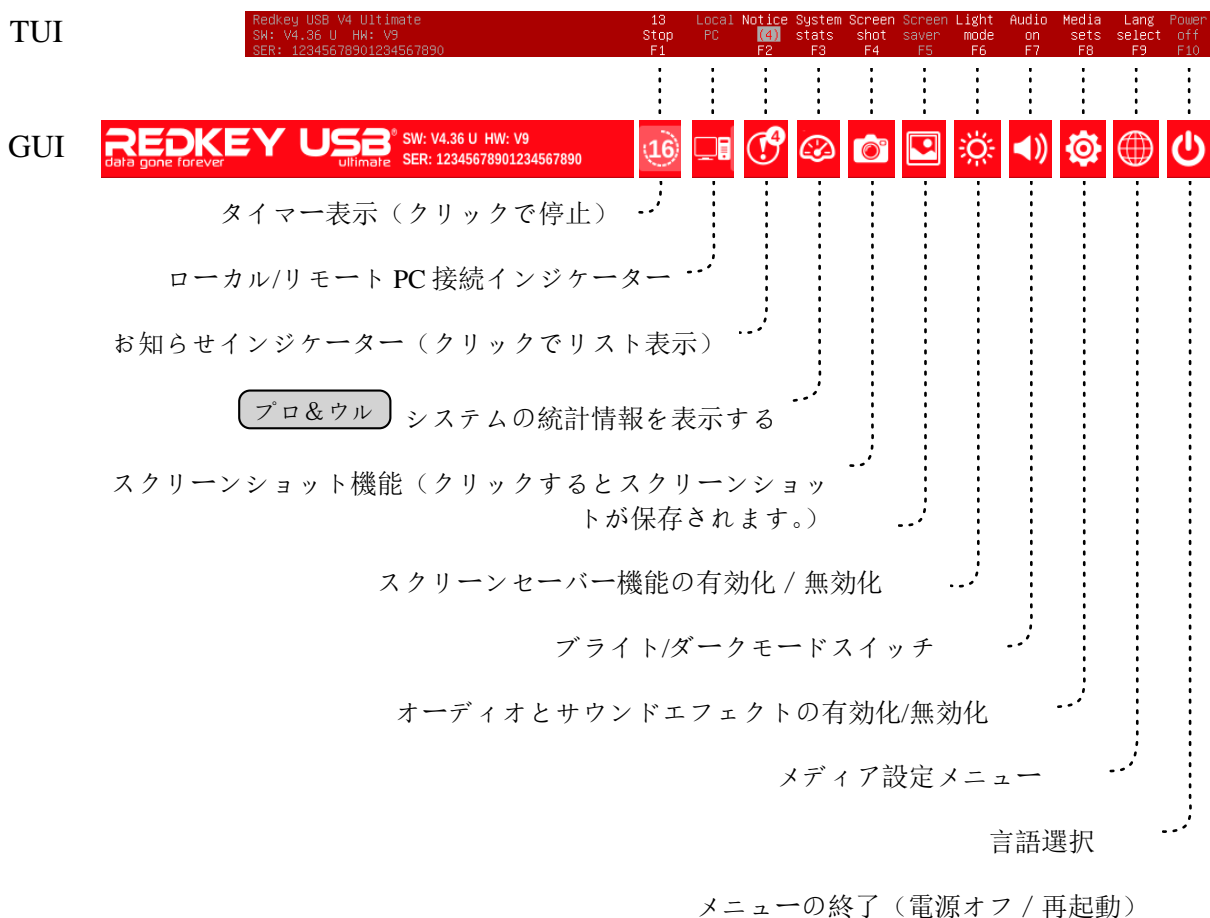 TUI
Redkey USB V4 Ultimate
SW: V4.36 U HW: V9
SER: 12345678901234567890
13 Stop F1
Local PC
Notice (4) F2
System stats F3
Screen shot F4
Screen saver F5
Light mode F6
Audio on F7
Media sets F8
Lang select F9
Power off F10
GUI
REDKEY USB®
data gone forever
ultimate
SW: V4.36 U HW: V9
SER: 12345678901234567890
16
4
タイマー表示（クリックで停止）
ローカル/リモート PC 接続インジケーター
お知らせインジケーター（クリックでリスト表示）
プロ＆ウル システムの統計情報を表示する
スクリーンショット機能（クリックするとスクリーンショッ
トが保存されます。）
スクリーンセーバー機能の有効化 / 無効化
ブライト/ダークモードスイッチ
オーディオとサウンドエフェクトの有効化/無効化
メディア設定メニュー
言語選択
メニューの終了（電源オフ / 再起動）